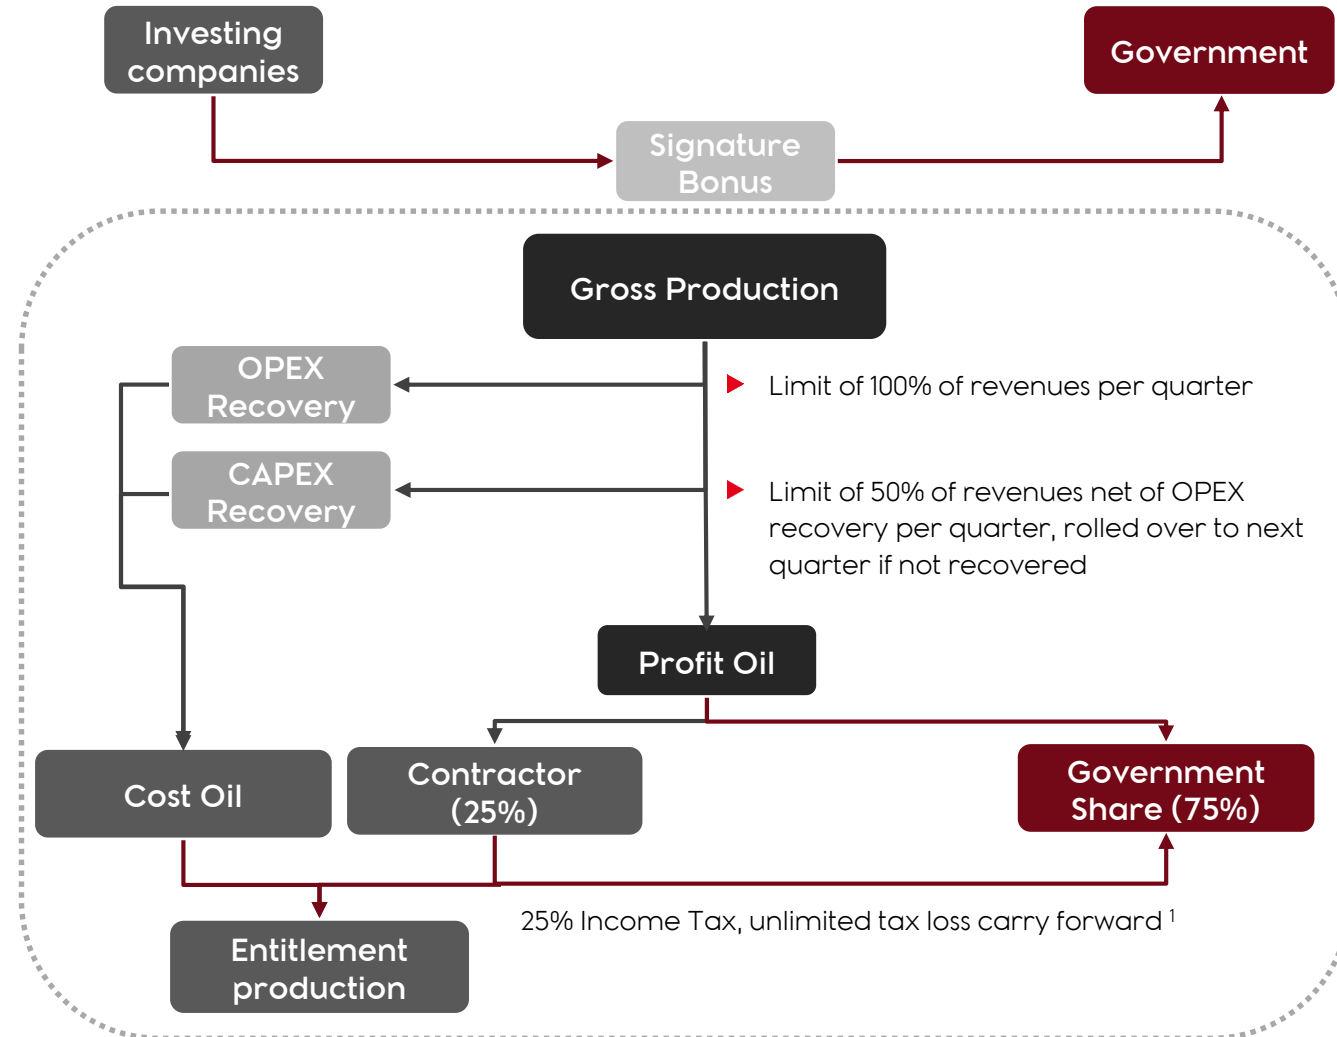 Investing
companies
Government
Signature
Bonus
Gross Production
OPEX
Recovery
Limit of 100% of revenues per quarter
CAPEX
Recovery
Limit of 50% of revenues net of OPEX
recovery per quarter, rolled over to next
quarter if not recovered
Profit Oil
Cost Oil
Contractor
(25%)
Government
Share (75%)
25% Income Tax, unlimited tax loss carry forward 1
Entitlement
production